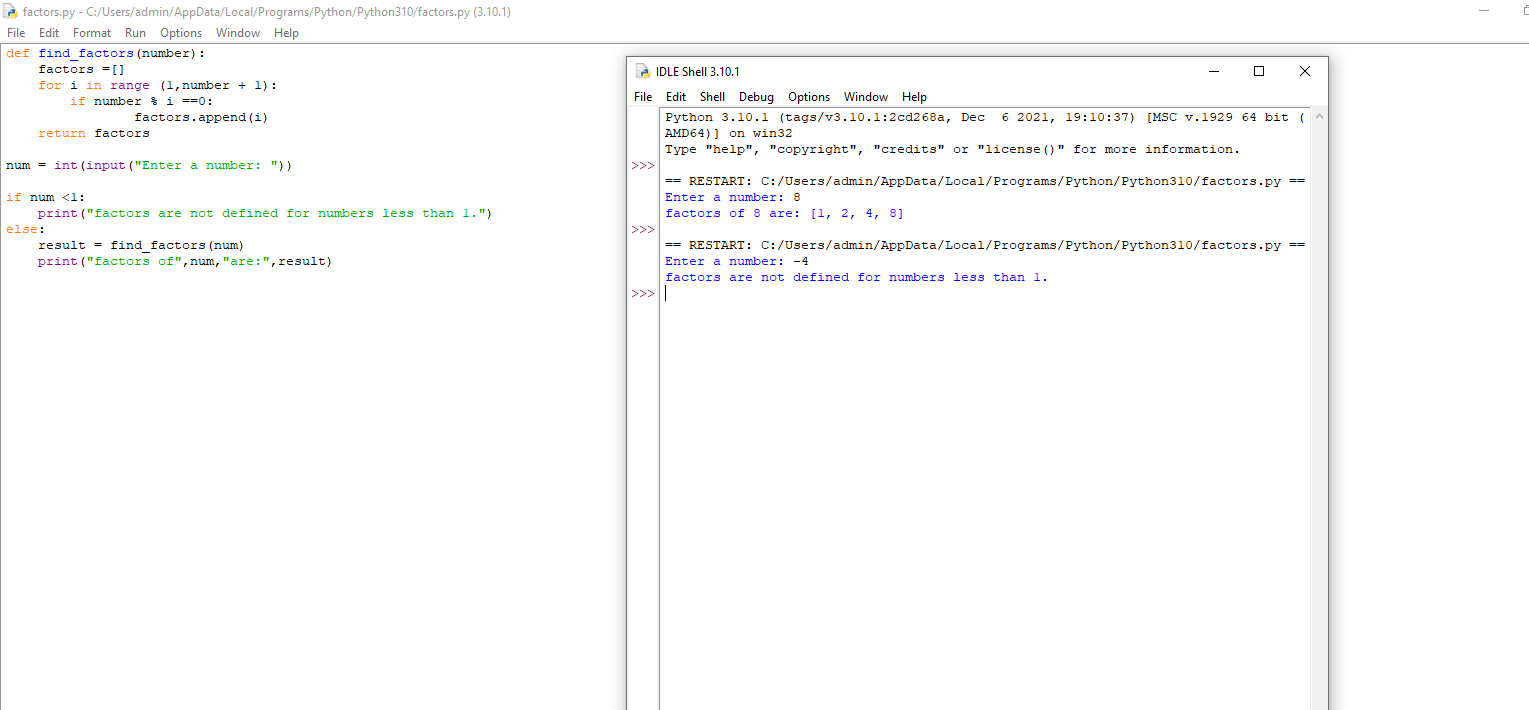 factors.py - C:/Users/admin/AppData/Local/Programs/Python/Python310/factors.py (3.10.1)
File Edit Format Run Options Window Help
def find_factors(number):
    factors =[]
    for i in range (1,number + 1):
        if number % i ==0:
                factors.append(i)
    return factors

num = int(input("Enter a number: "))

if num <1:
    print("factors are not defined for numbers less than 1.")
else:
    result = find_factors(num)
    print("factors of",num,"are:",result)
IDLE Shell 3.10.1
File Edit Shell Debug Options Window Help
Python 3.10.1 (tags/v3.10.1:2cd268a, Dec  6 2021, 19:10:37) [MSC v.1929 64 bit (
AMD64)] on win32
Type "help", "copyright", "credits" or "license()" for more information.
>>>
== RESTART: C:/Users/admin/AppData/Local/Programs/Python/Python310/factors.py ==
Enter a number: 8
factors of 8 are: [1, 2, 4, 8]
>>>
== RESTART: C:/Users/admin/AppData/Local/Programs/Python/Python310/factors.py ==
Enter a number: -4
factors are not defined for numbers less than 1.
>>>